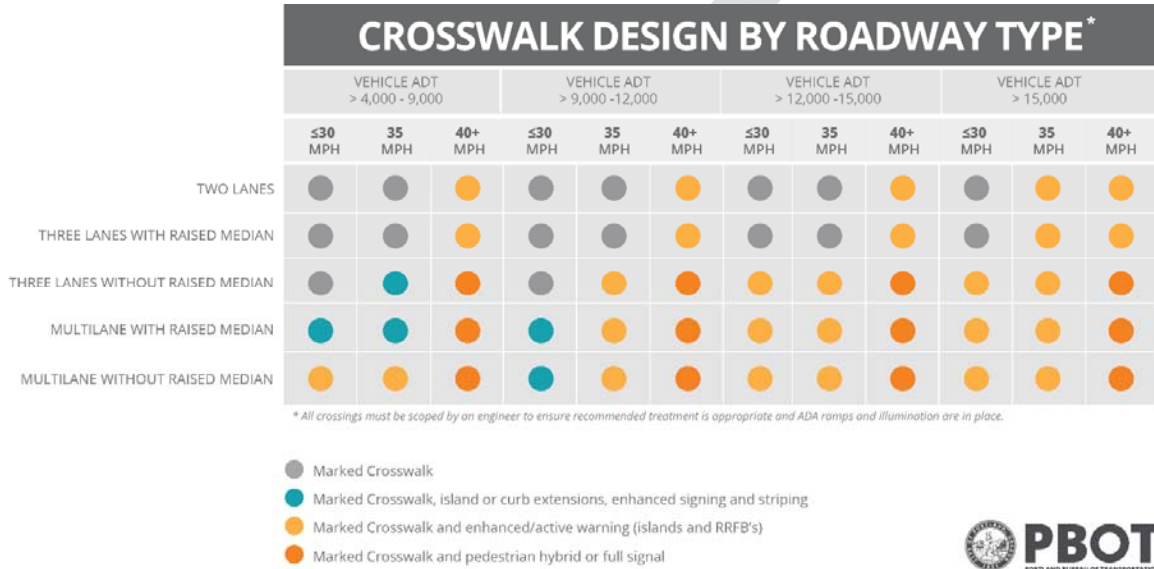 CROSSWALK DESIGN BY ROADWAY TYPE*
VEHICLE ADT > 4,000 - 9,000
VEHICLE ADT > 9,000 -12,000
VEHICLE ADT > 12,000 -15,000
VEHICLE ADT > 15,000
≤30 MPH 35 MPH 40+ MPH ≤30 MPH 35 MPH 40+ MPH ≤30 MPH 35 MPH 40+ MPH ≤30 MPH 35 MPH 40+ MPH
TWO LANES
THREE LANES WITH RAISED MEDIAN
THREE LANES WITHOUT RAISED MEDIAN
MULTILANE WITH RAISED MEDIAN
MULTILANE WITHOUT RAISED MEDIAN
* All crossings must be scoped by an engineer to ensure recommended treatment is appropriate and ADA ramps and illumination are in place.
Marked Crosswalk
Marked Crosswalk, island or curb extensions, enhanced signing and striping
Marked Crosswalk and enhanced/active warning (islands and RRFB's)
Marked Crosswalk and pedestrian hybrid or full signal
PBOT